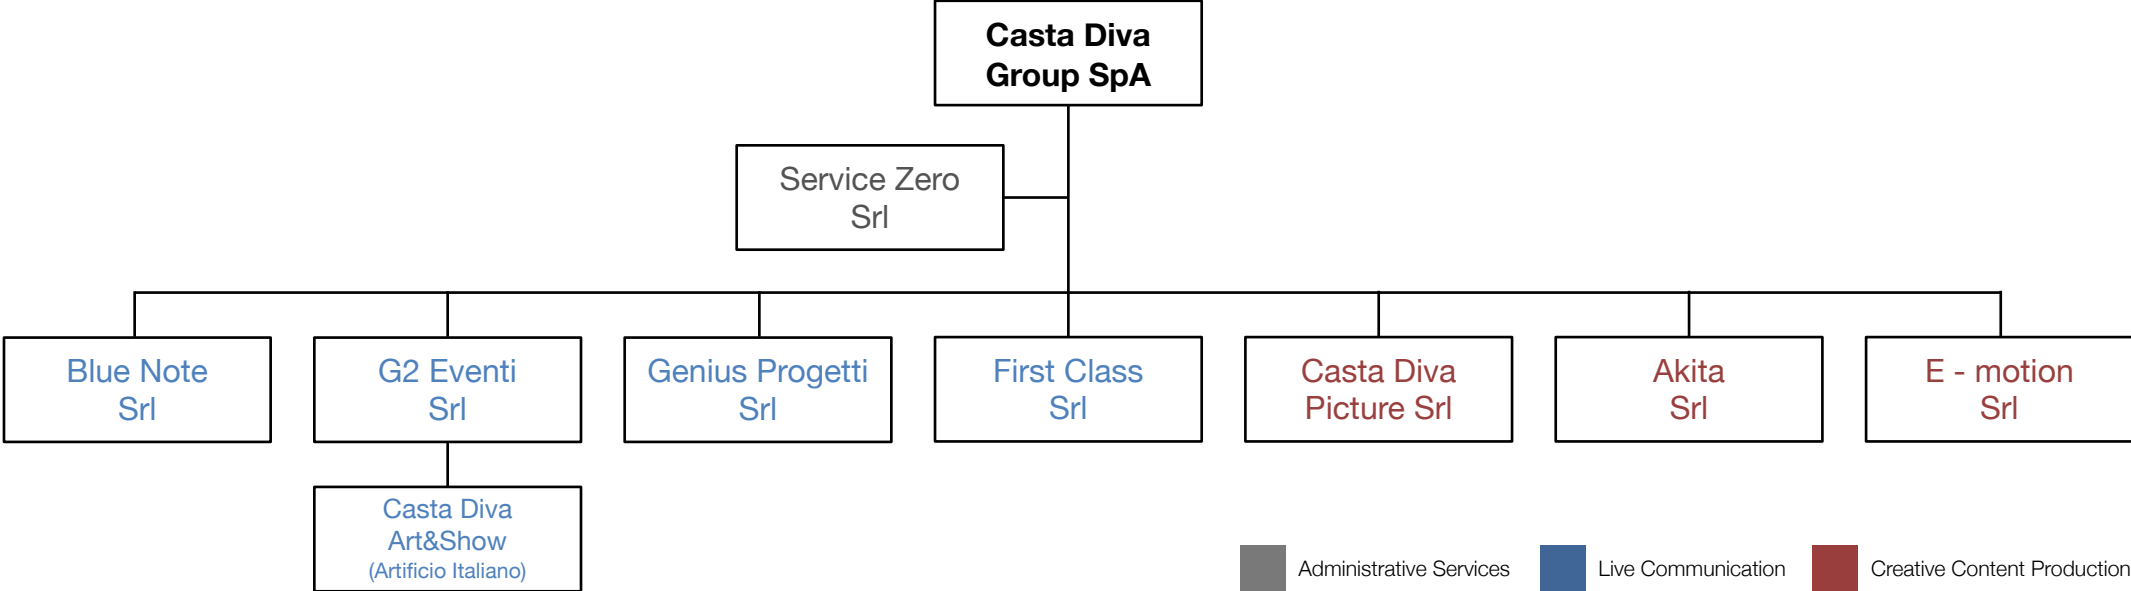 Casta Diva
Group SpA
Service Zero
Srl
Blue Note
Srl
G2 Eventi
Srl
Genius Progetti
Srl
First Class
Srl
Casta Diva
Picture Srl
Akita
Srl
E - motion
Srl
Casta Diva
Art&Show
(Artificio Italiano)
Administrative Services
Live Communication
Creative Content Production